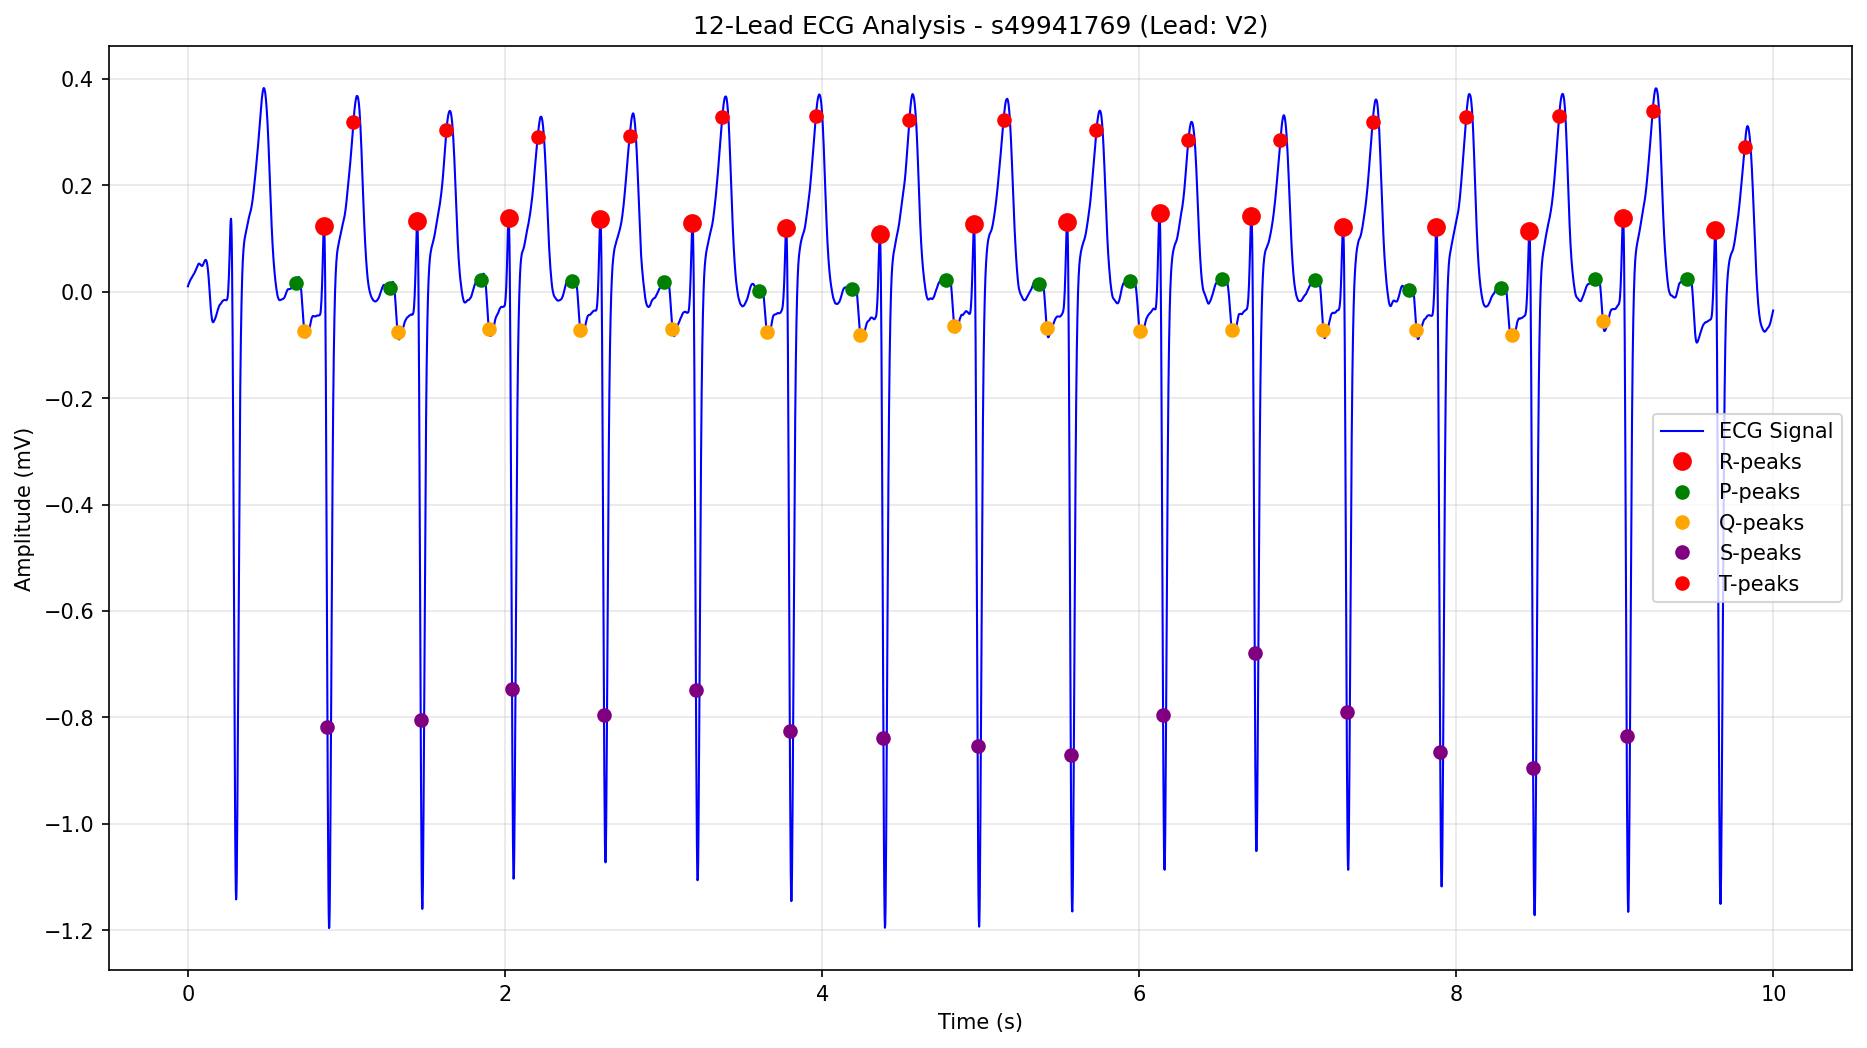 12-Lead ECG Analysis - s49941769 (Lead: V2)
Amplitude (mV)
0.4
0.2
0.0
−0.2
−0.4
−0.6
−0.8
−1.0
−1.2
ECG Signal
R-peaks
P-peaks
Q-peaks
S-peaks
T-peaks
0 2 4 6 8 10
Time (s)